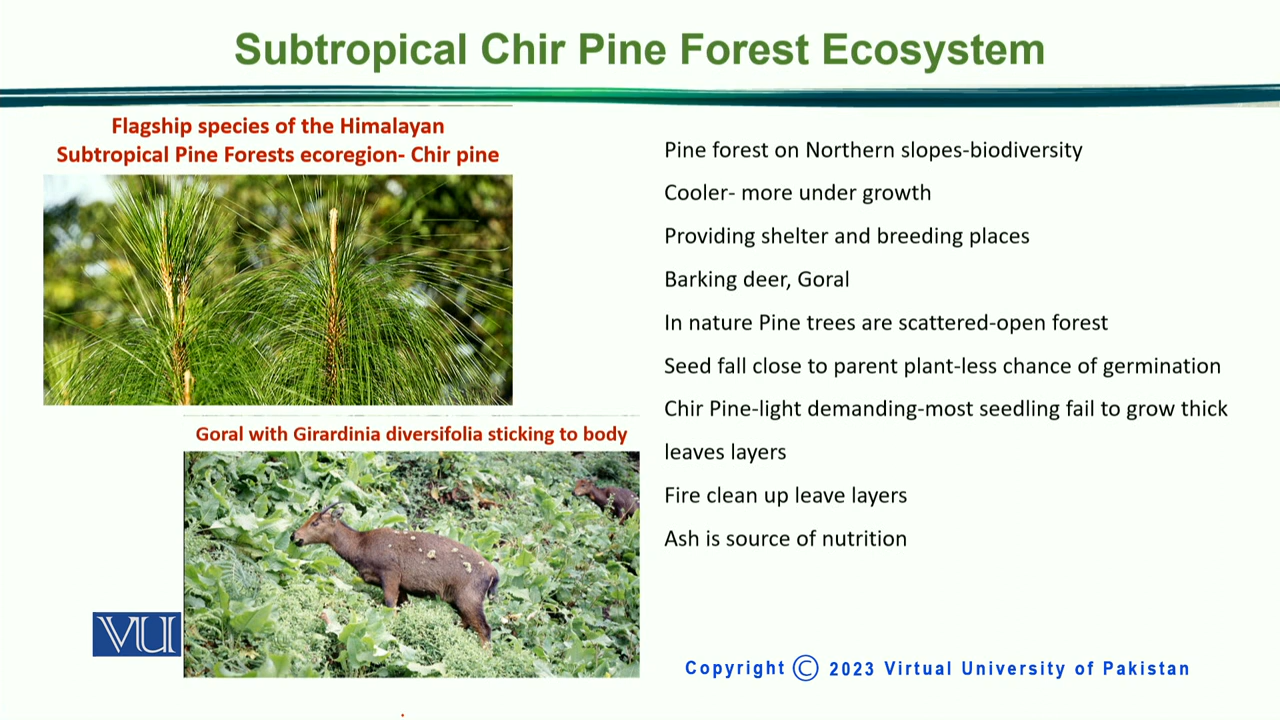 Subtropical Chir Pine Forest Ecosystem
Flagship species of the Himalayan
Subtropical Pine Forests ecoregion- Chir pine
Goral with Girardinia diversifolia sticking to body
VU
Pine forest on Northern slopes-biodiversity
Cooler- more under growth
Providing shelter and breeding places
Barking deer, Goral
In nature Pine trees are scattered-open forest
Seed fall close to parent plant-less chance of germination
Chir Pine-light demanding-most seedling fail to grow thick
leaves layers
Fire clean up leave layers
Ash is source of nutrition
Copyright © 2023 Virtual University of Pakistan